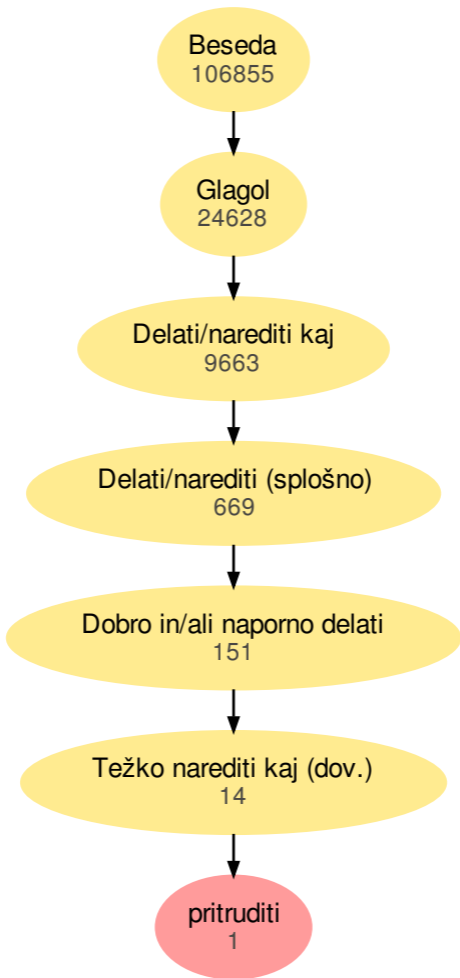 Beseda
106855
Glagol
24628
Delati/narediti kaj
9663
Delati/narediti (splošno)
669
Dobro in/ali naporno delati
151
Težko narediti kaj (dov.)
14
pritruditi
1